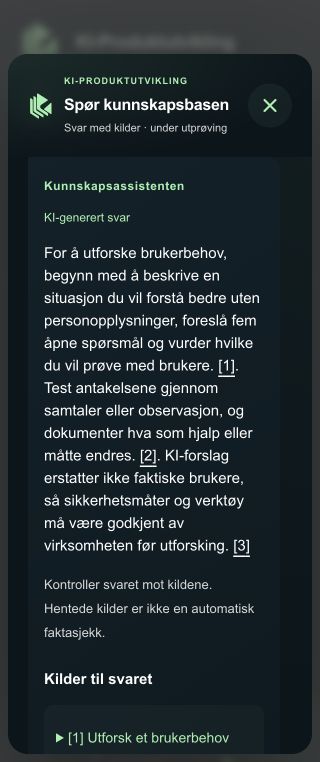 KI-Produktutvikling
KI-PRODUKTUTVIKLING
Spør kunnskapsbasen
Svar med kilder · under utprøving
Kunnskapsassistenten
KI-generert svar
For å utforske brukerbehov,
begynn med å beskrive en
situasjon du vil forstå bedre uten
personopplysninger, foreslå fem
åpne spørsmål og vurder hvilke
du vil prøve med brukere. [1].
Test antakelsene gjennom
samtaler eller observasjon, og
dokumenter hva som hjalp eller
måtte endres. [2]. KI-forslag
erstatter ikke faktiske brukere,
så sikkerhetsmåter og verktøy
må være godkjent av
virksomheten før utforsking. [3]
Kontroller svaret mot kildene.
Hentede kilder er ikke en automatisk
faktasjekk.
Kilder til svaret
[1] Utforsk et brukerbehov